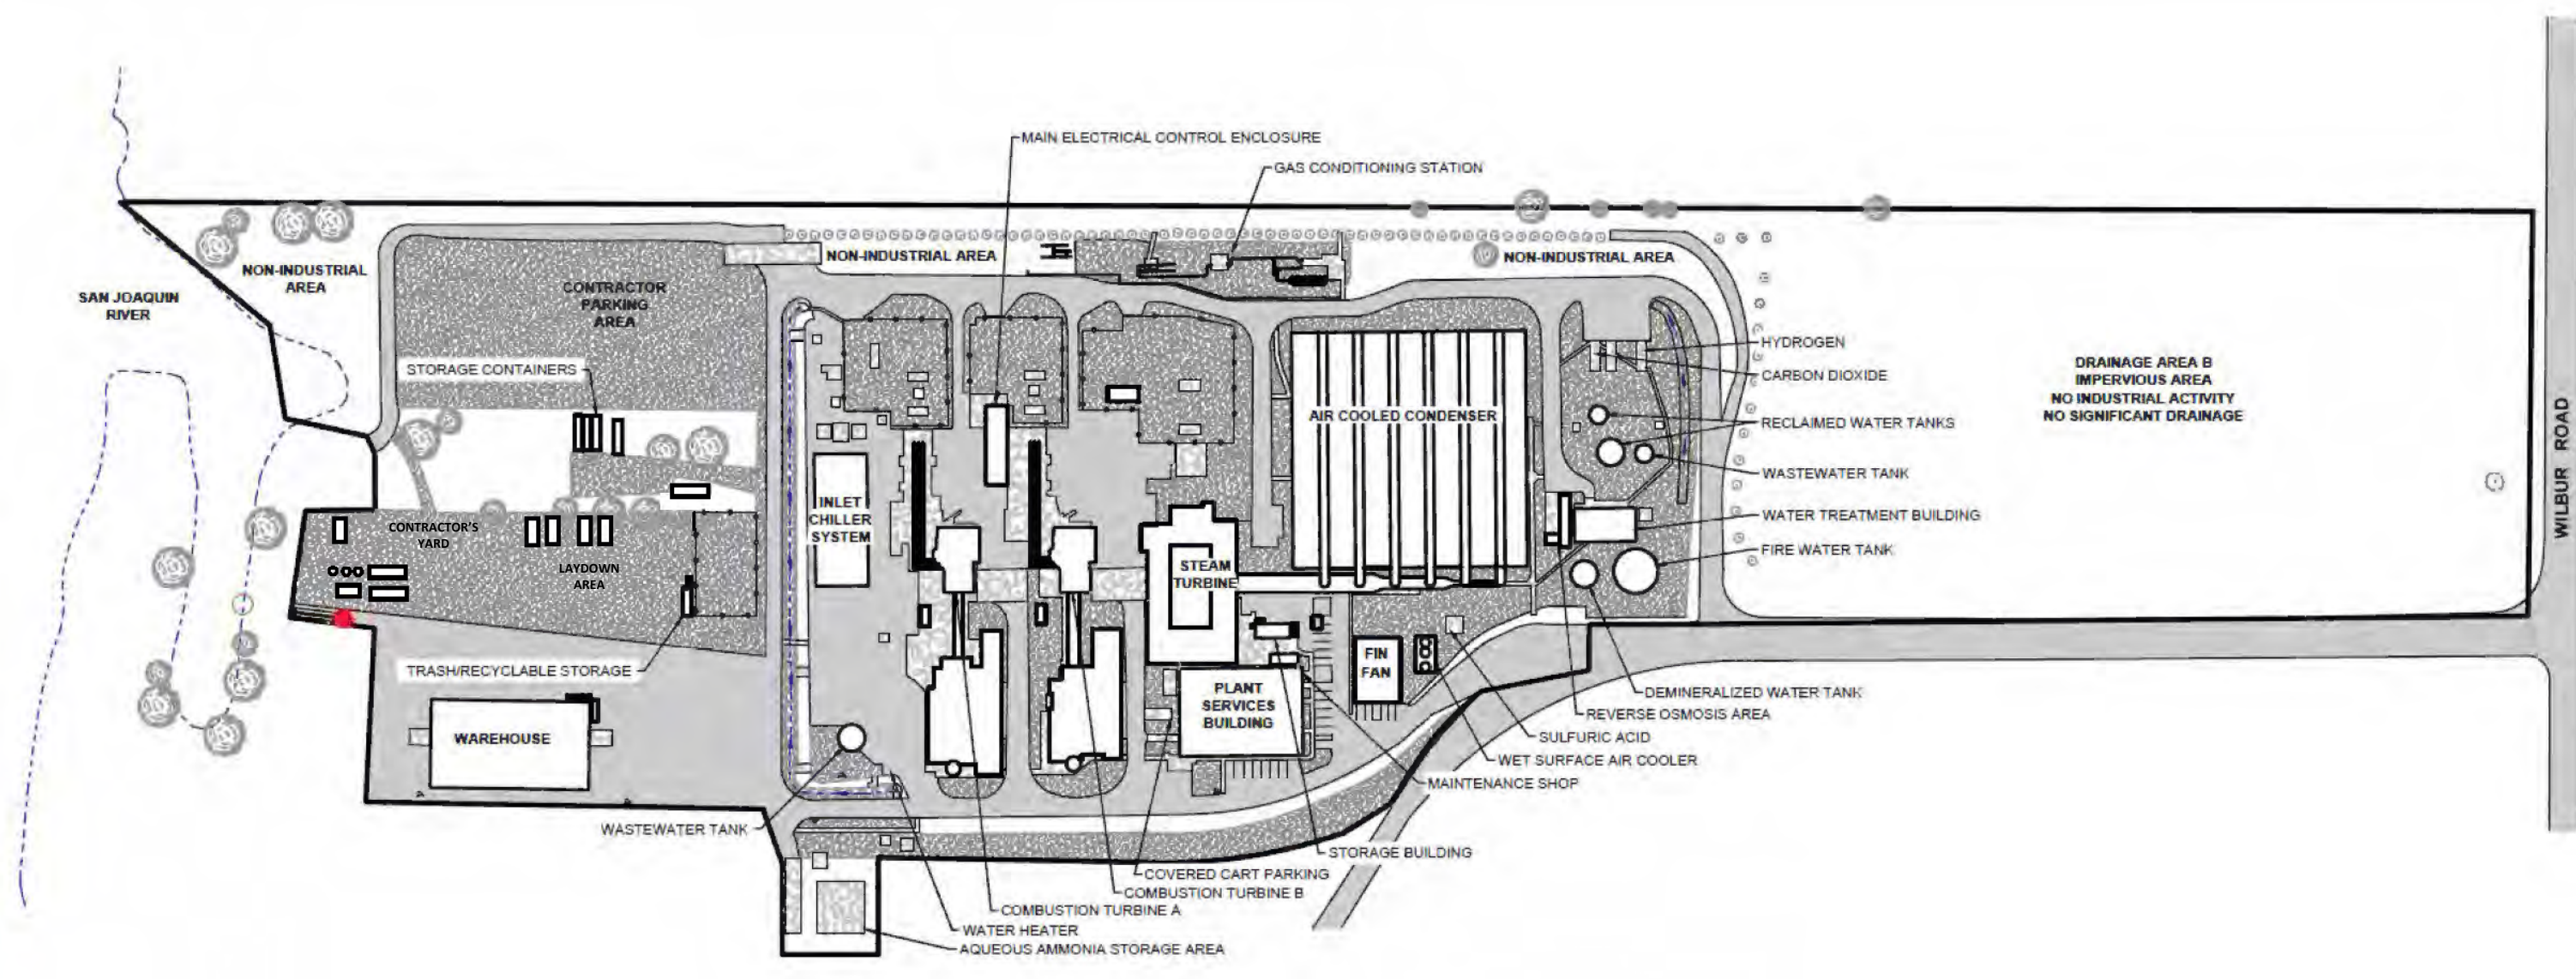 MAIN ELECTRICAL CONTROL ENCLOSURE
GAS CONDITIONING STATION
NON-INDUSTRIAL
AREA
SAN JOAQUIN
RIVER
CONTRACTOR
PARKING
AREA
NON-INDUSTRIAL AREA
NON-INDUSTRIAL AREA
STORAGE CONTAINERS
AIR COOLED CONDENSER
HYDROGEN
CARBON DIOXIDE
RECLAIMED WATER TANKS
WASTEWATER TANK
WATER TREATMENT BUILDING
FIRE WATER TANK
DRAINAGE AREA B
IMPERVIOUS AREA
NO INDUSTRIAL ACTIVITY
NO SIGNIFICANT DRAINAGE
WILBUR ROAD
CONTRACTOR'S
YARD
LAYDOWN
AREA
INLET
CHILLER
SYSTEM
STEAM
TURBINE
TRASH/RECYCLABLE STORAGE
WAREHOUSE
PLANT
SERVICES
BUILDING
FIN
FAN
DEMINERALIZED WATER TANK
REVERSE OSMOSIS AREA
SULFURIC ACID
WET SURFACE AIR COOLER
MAINTENANCE SHOP
WASTEWATER TANK
STORAGE BUILDING
COVERED CART PARKING
COMBUSTION TURBINE B
COMBUSTION TURBINE A
WATER HEATER
AQUEOUS AMMONIA STORAGE AREA